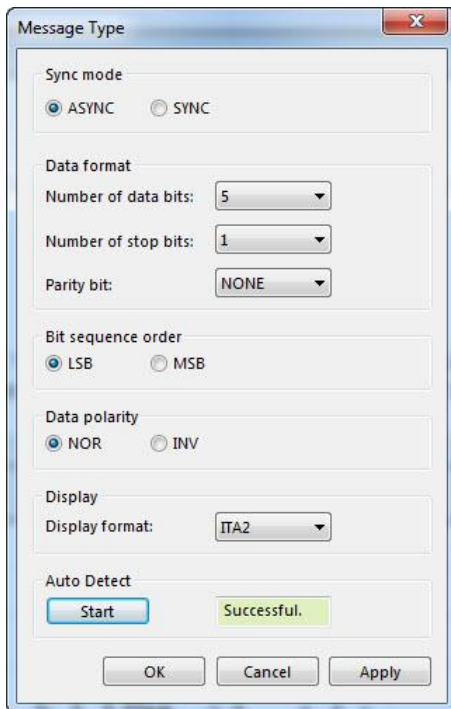 Message Type
Sync mode
ASYNC SYNC
Data format
Number of data bits: 5
Number of stop bits: 1
Parity bit: NONE
Bit sequence order
LSB MSB
Data polarity
NOR INV
Display
Display format: ITA2
Auto Detect
Start Successful.
OK Cancel Apply